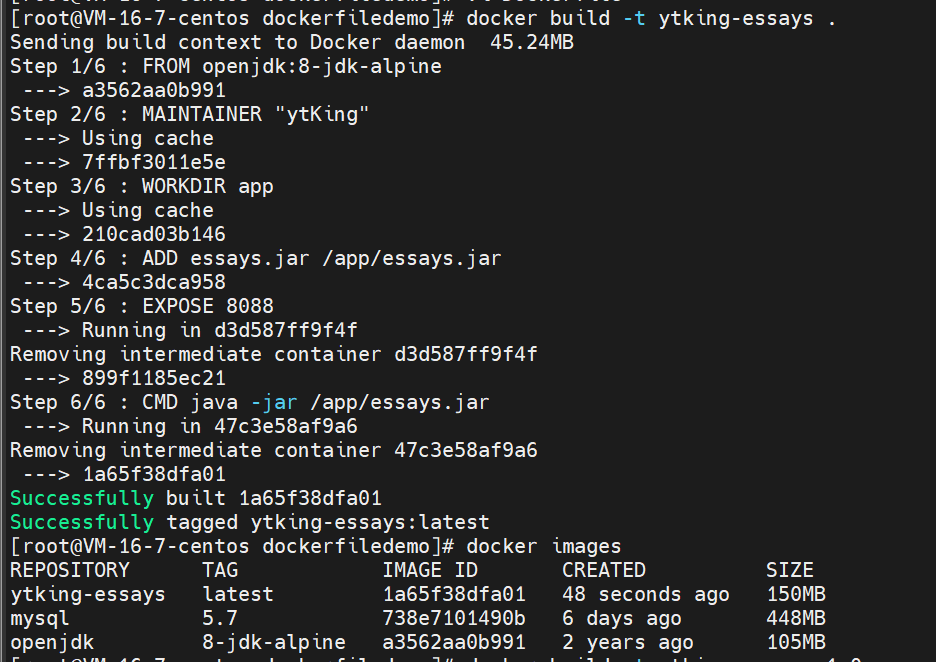 [root@VM-16-7-centos dockerfiledemo]# docker build -t ytking-essays .
Sending build context to Docker daemon  45.24MB
Step 1/6 : FROM openjdk:8-jdk-alpine
 ---> a3562aa0b991
Step 2/6 : MAINTAINER "ytKing"
 ---> Using cache
 ---> 7ffbf3011e5e
Step 3/6 : WORKDIR app
 ---> Using cache
 ---> 210cad03b146
Step 4/6 : ADD essays.jar /app/essays.jar
 ---> 4ca5c3dca958
Step 5/6 : EXPOSE 8088
 ---> Running in d3d587ff9f4f
Removing intermediate container d3d587ff9f4f
 ---> 899f1185ec21
Step 6/6 : CMD java -jar /app/essays.jar
 ---> Running in 47c3e58af9a6
Removing intermediate container 47c3e58af9a6
 ---> 1a65f38dfa01
Successfully built 1a65f38dfa01
Successfully tagged ytking-essays:latest
[root@VM-16-7-centos dockerfiledemo]# docker images
REPOSITORY      TAG            IMAGE ID       CREATED          SIZE
ytking-essays   latest         1a65f38dfa01   48 seconds ago   150MB
mysql           5.7            738e7101490b   6 days ago       448MB
openjdk         8-jdk-alpine   a3562aa0b991   2 years ago      105MB